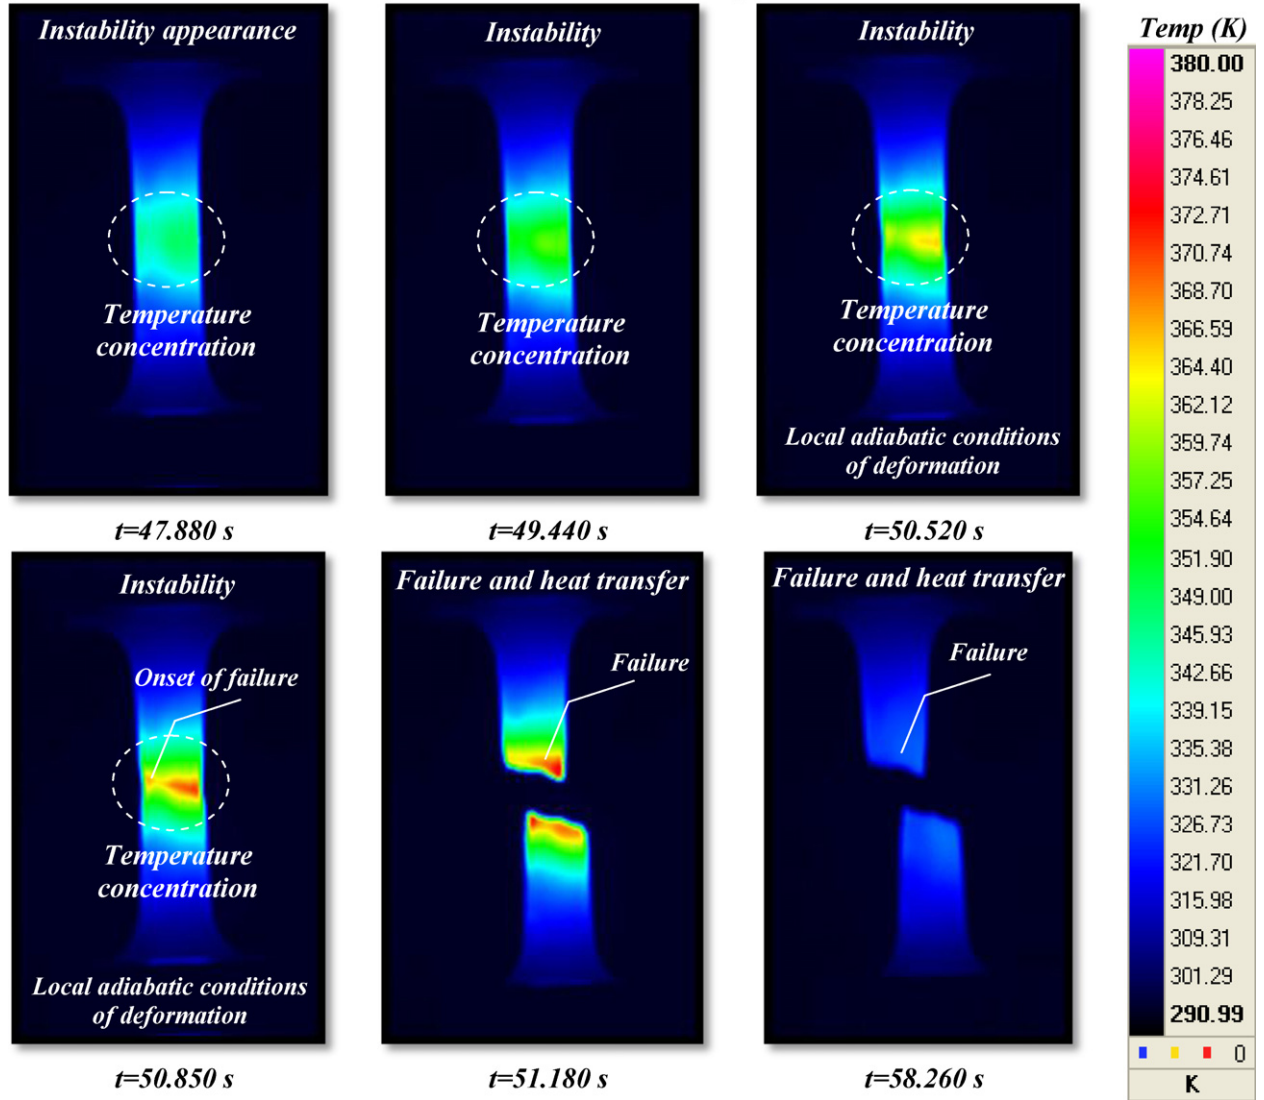 Instability appearance
Temperature
concentration
t=47.880 s
Instability
Temperature
concentration
t=49.440 s
Instability
Temperature
concentration
Local adiabatic conditions
of deformation
t=50.520 s
Instability
Onset of failure
Temperature
concentration
Local adiabatic conditions
of deformation
t=50.850 s
Failure and heat transfer
Failure
t=51.180 s
Failure and heat transfer
Failure
t=58.260 s
Temp (K)
380.00
378.25
376.46
374.61
372.71
370.74
368.70
366.59
364.40
362.12
359.74
357.25
354.64
351.90
349.00
345.93
342.66
339.15
335.38
331.26
326.73
321.70
315.98
309.31
301.29
290.99
0
K